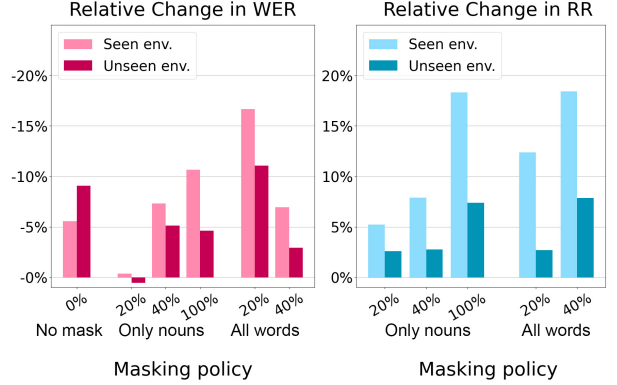 Relative Change in WER
Seen env.
Unseen env.
-20%
-15%
-10%
-5%
-0%
0%
20%
40%
100%
20%
40%
No mask
Only nouns
All words
Masking policy
Relative Change in RR
Seen env.
Unseen env.
20%
15%
10%
5%
0%
20%
40%
100%
20%
40%
Only nouns
All words
Masking policy